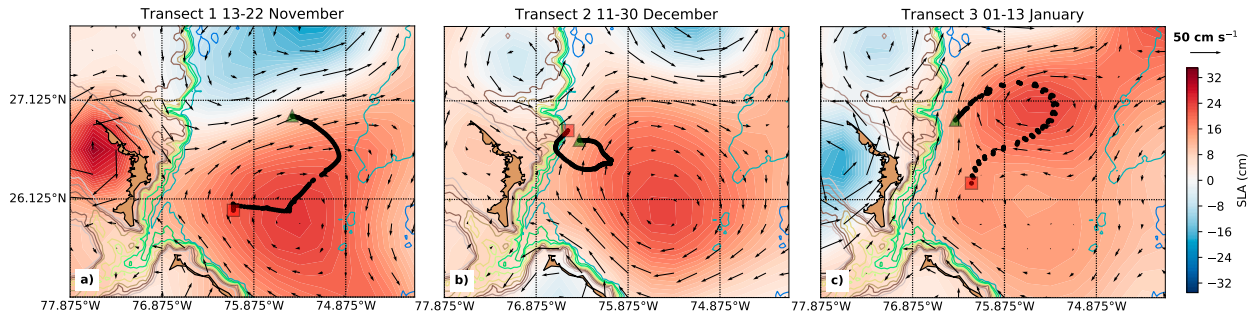 Transect 1 13-22 November
Transect 2 11-30 December
Transect 3 01-13 January
50 cm s⁻¹
27.125°N
26.125°N
a)
b)
c)
77.875°W 76.875°W 75.875°W 74.875°W
77.875°W 76.875°W 75.875°W 74.875°W
77.875°W 76.875°W 75.875°W 74.875°W
32
24
16
8
0
−8
−16
−24
−32
SLA (cm)